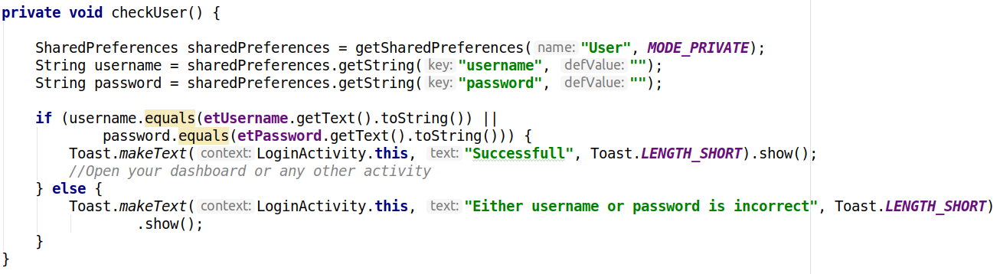 private void checkUser() {
SharedPreferences sharedPreferences = getSharedPreferences( name: "User", MODE_PRIVATE);
String username = sharedPreferences.getString( key: "username", defValue: "");
String password = sharedPreferences.getString( key: "password", defValue: "");
if (username.equals(etUsername.getText().toString()) ||
password.equals(etPassword.getText().toString())) {
Toast.makeText( context: LoginActivity.this, text: "Successfull", Toast.LENGTH_SHORT).show();
//Open your dashboard or any other activity
} else {
Toast.makeText( context: LoginActivity.this, text: "Either username or password is incorrect", Toast.LENGTH_SHORT)
.show();
}
}